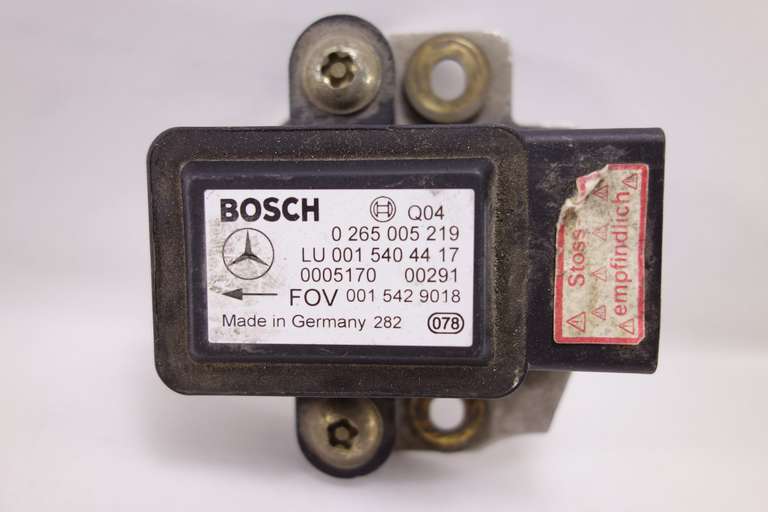 BOSCH Q04
0 265 005 219
LU 001 540 44 17
0005170 00291
FOV 001 542 9018
Made in Germany 282 078
Stoss
empfindlich